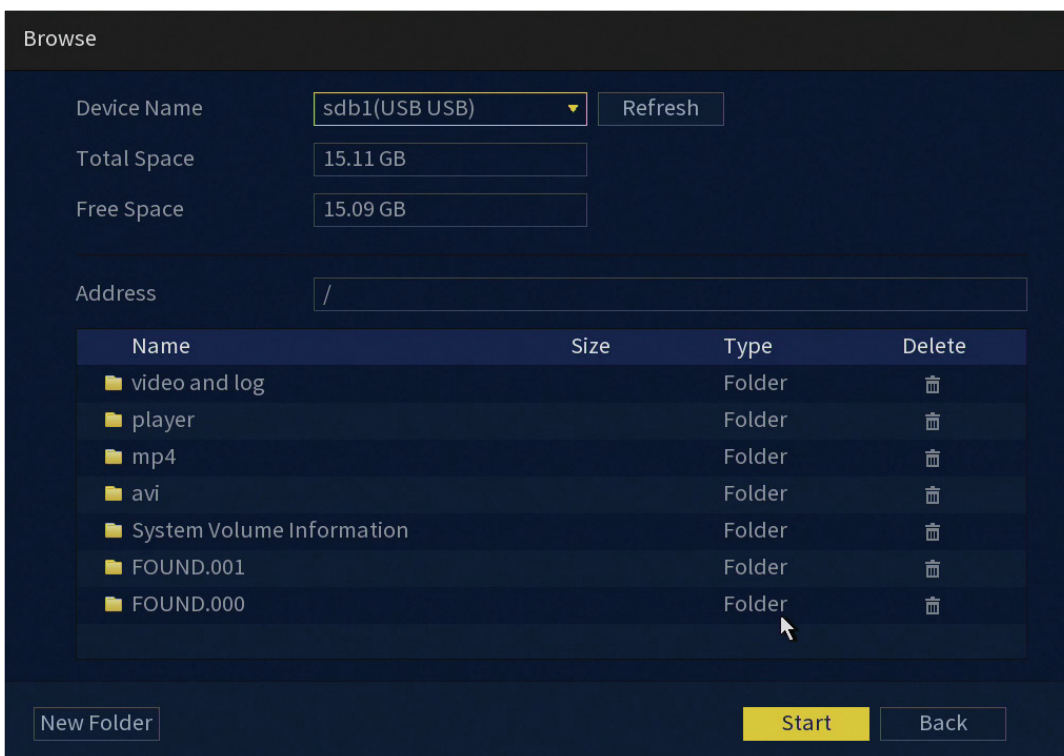 Browse
Device Name sdb1(USB USB) Refresh
Total Space 15.11 GB
Free Space 15.09 GB
Address /
Name Size Type Delete
video and log Folder
player Folder
mp4 Folder
avi Folder
System Volume Information Folder
FOUND.001 Folder
FOUND.000 Folder
New Folder Start Back